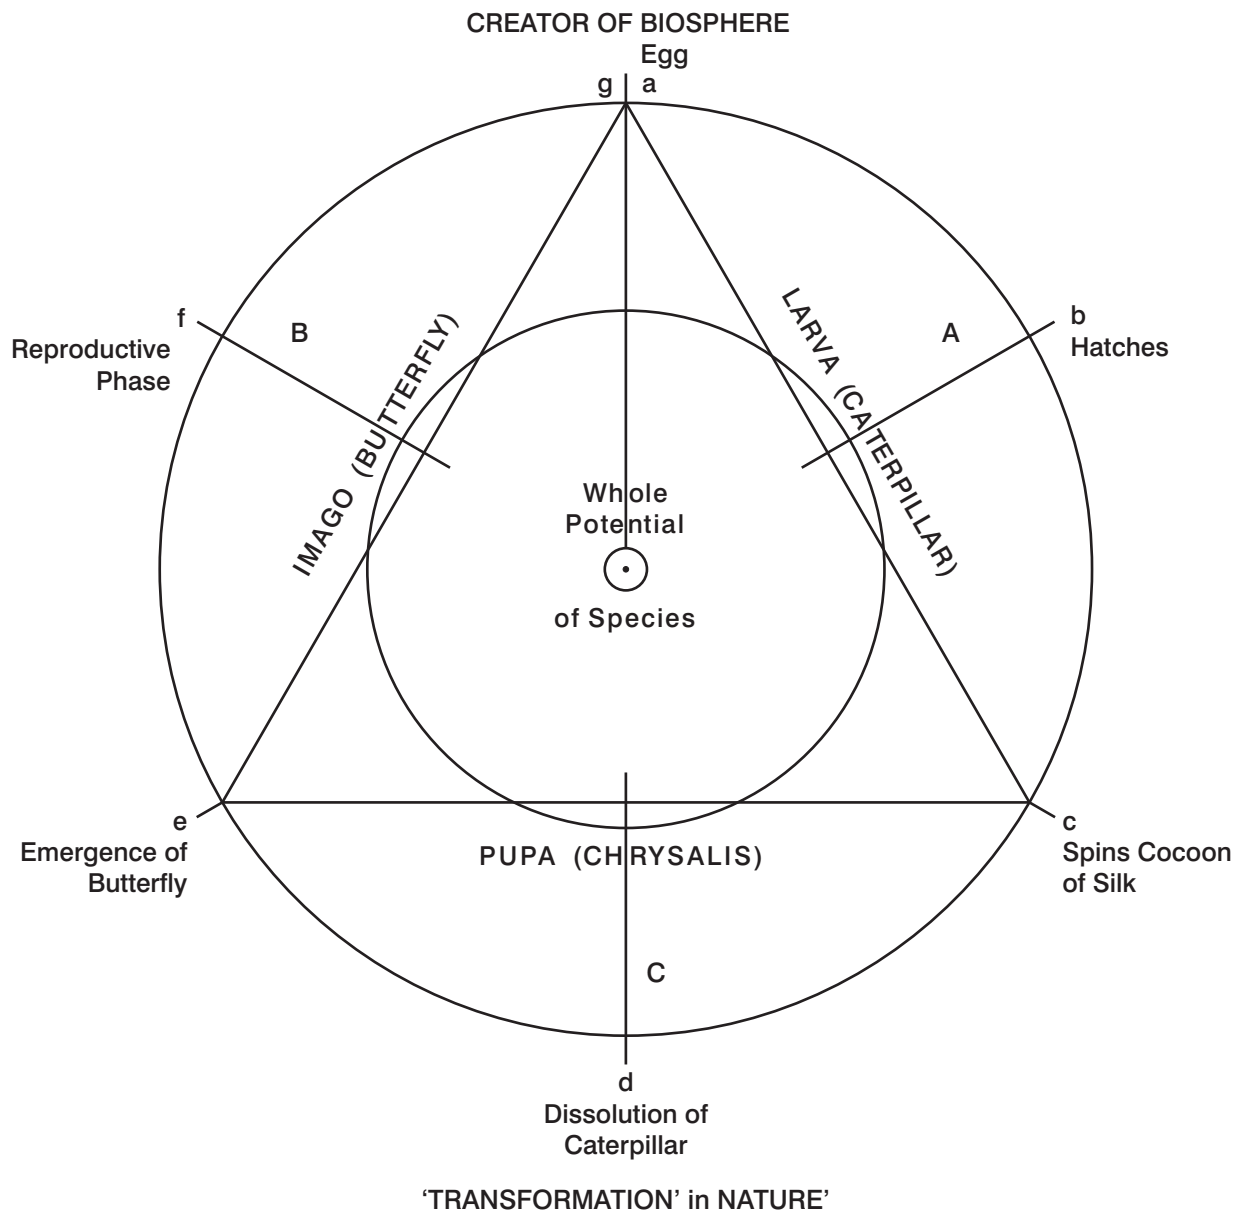 CREATOR OF BIOSPHERE
Egg
g a
f
Reproductive
Phase
B
IMAGO (BUTTERFLY)
LARVA (CATERPILLAR)
A
b
Hatches
Whole
Potential
of Species
e
Emergence of
Butterfly
PUPA (CHRYSALIS)
c
Spins Cocoon
of Silk
C
d
Dissolution of
Caterpillar
‘TRANSFORMATION’ in NATURE’